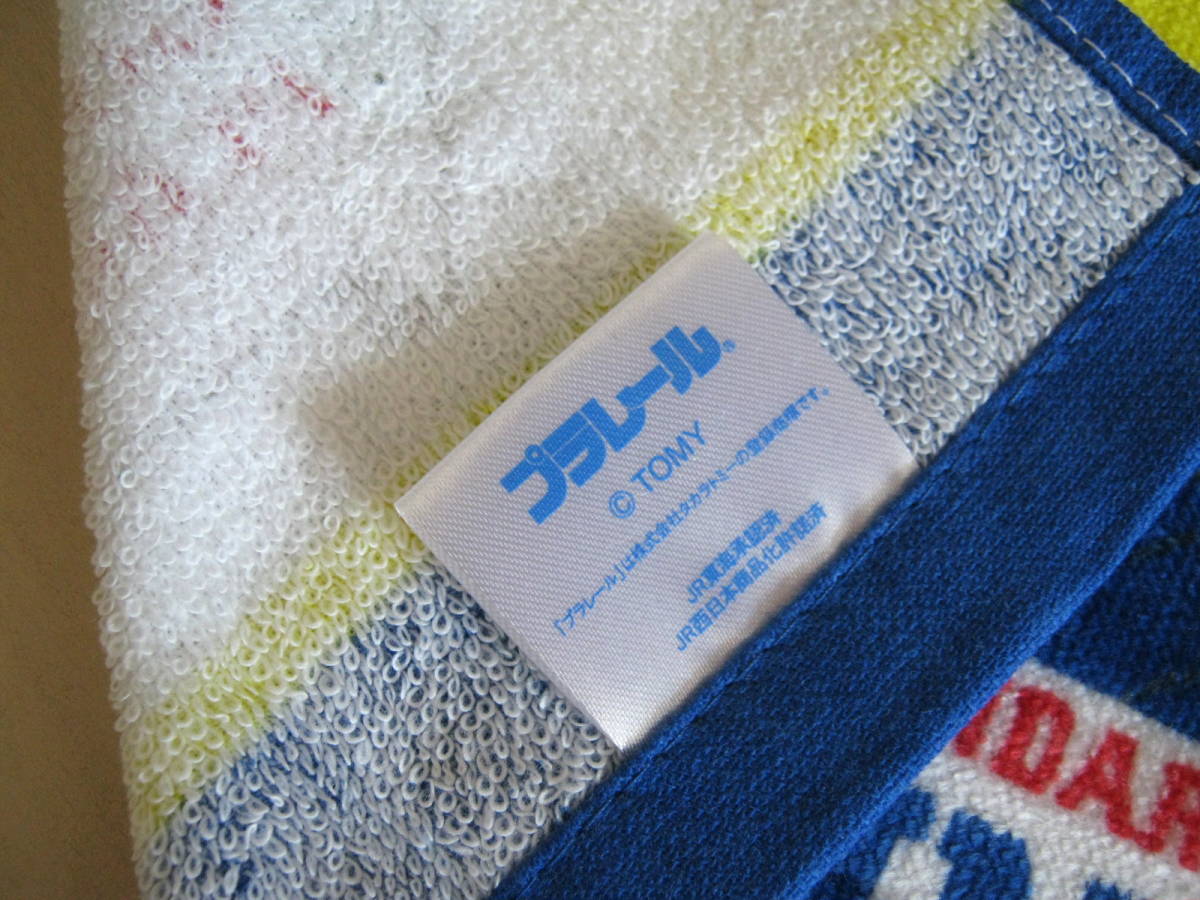 プラレール®
© TOMY
「プラレール」は株式会社タカラトミーの登録商標です。
JR東海承認済
JR西日本商品化許諾済
NDAR